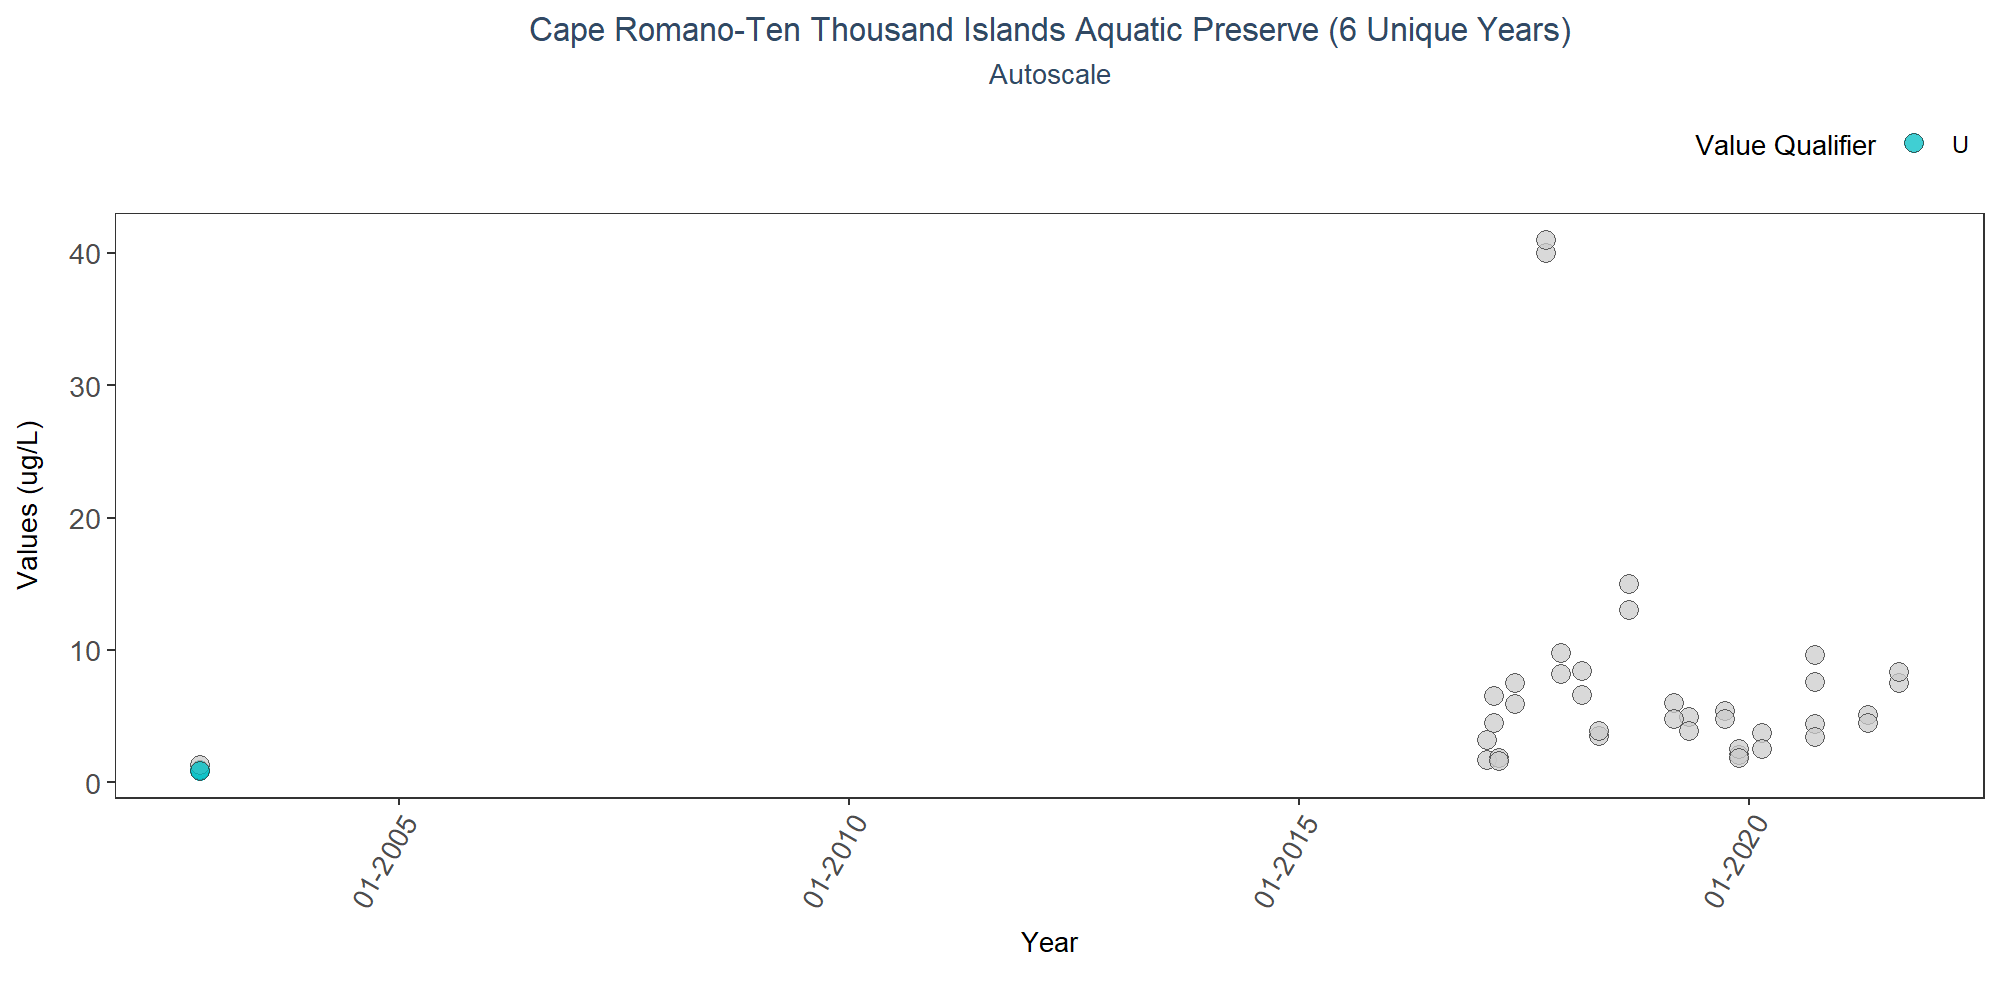 Cape Romano-Ten Thousand Islands Aquatic Preserve (6 Unique Years)
Autoscale
Value Qualifier U
40
30
20
10
0
Values (ug/L)
01-2005
01-2010
01-2015
01-2020
Year